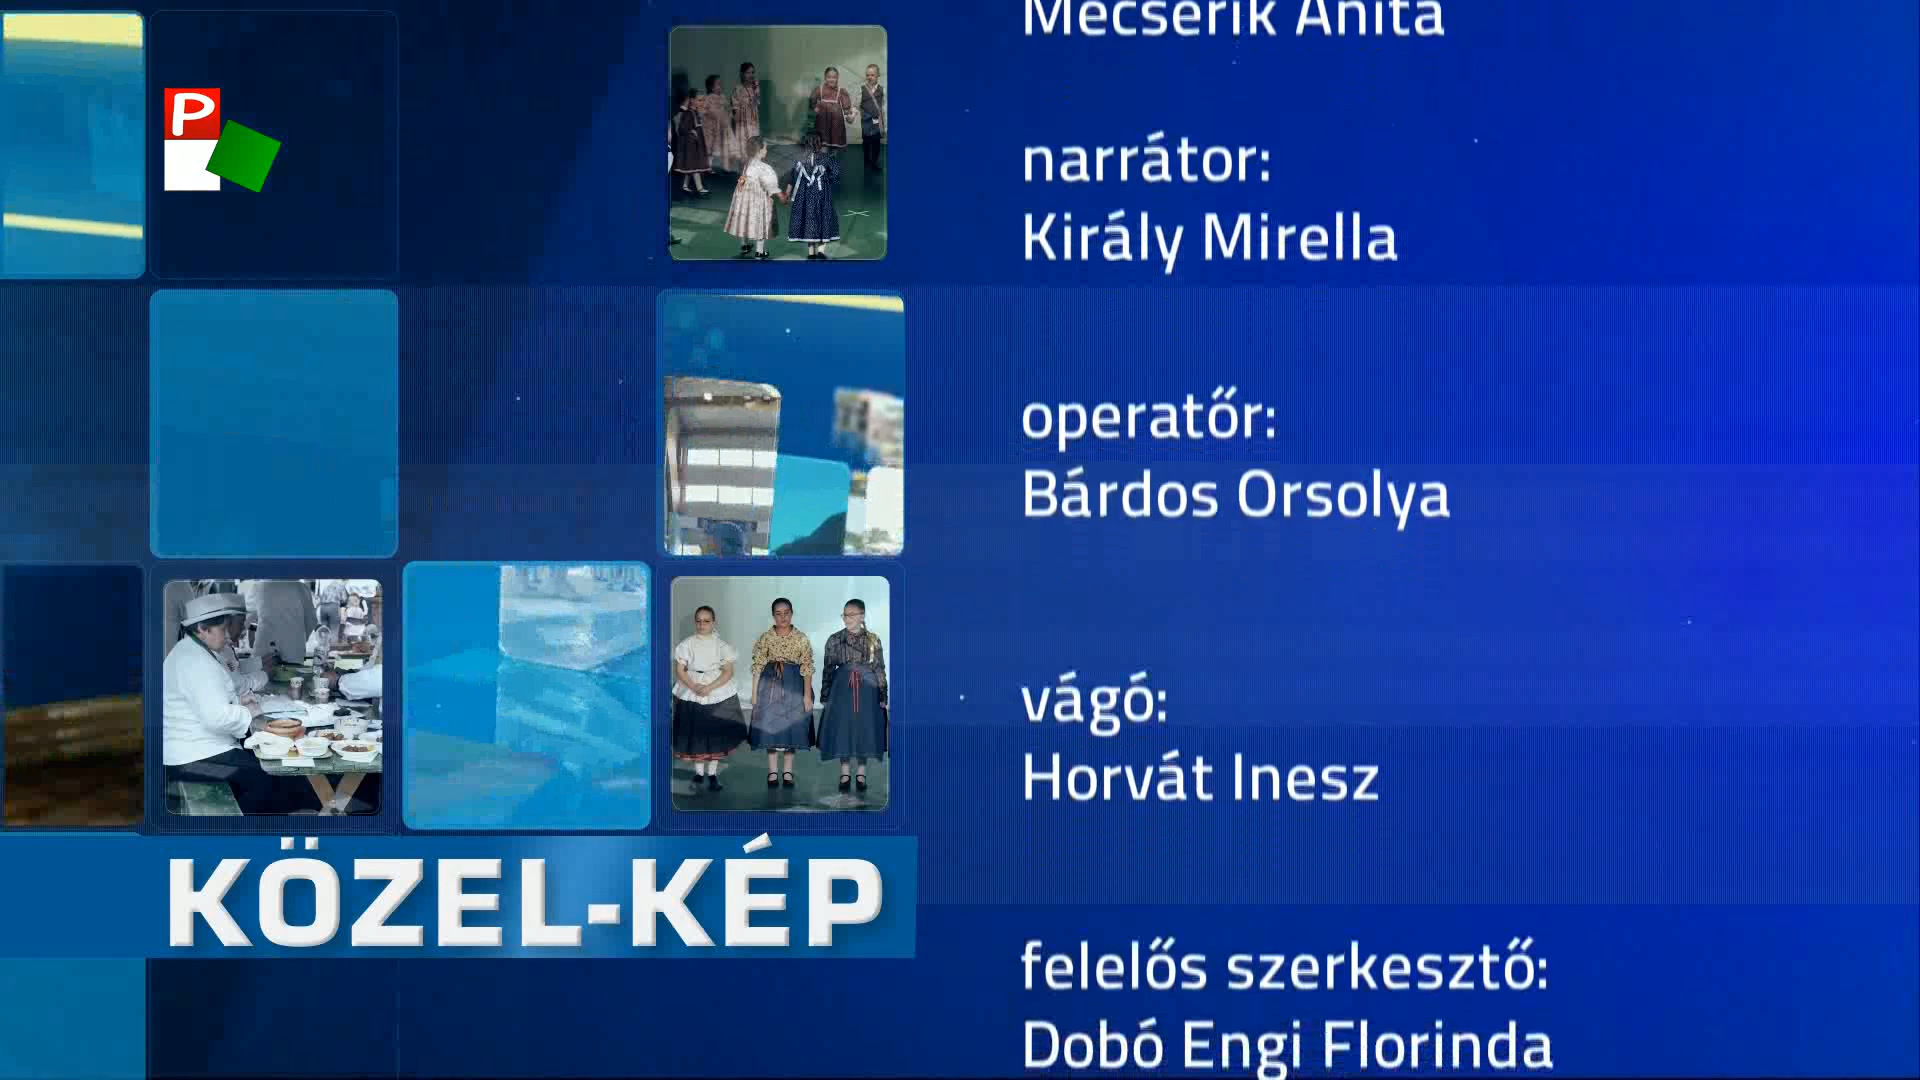 P
Mecserik Anita
narrátor:
Király Mirella
operatőr:
Bárdos Orsolya
vágó:
Horvát Inesz
KÖZEL-KÉP
felelős szerkesztő:
Dobó Engi Florinda